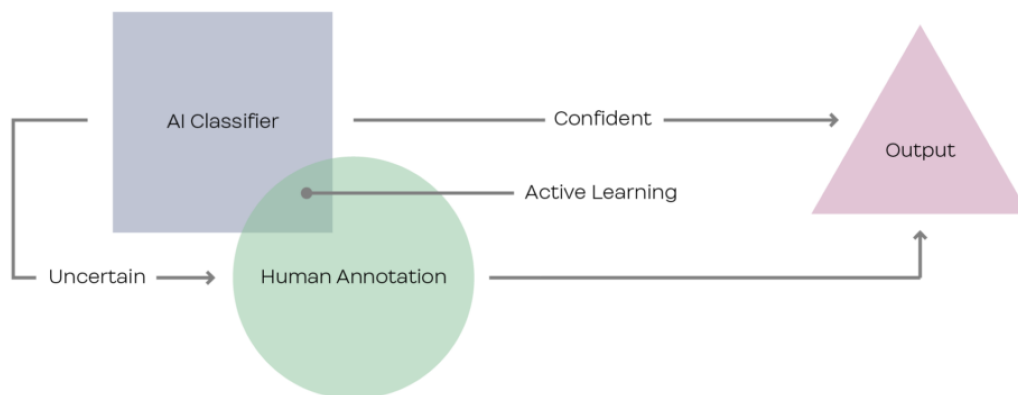 AI Classifier
Confident
Output
Active Learning
Uncertain
Human Annotation